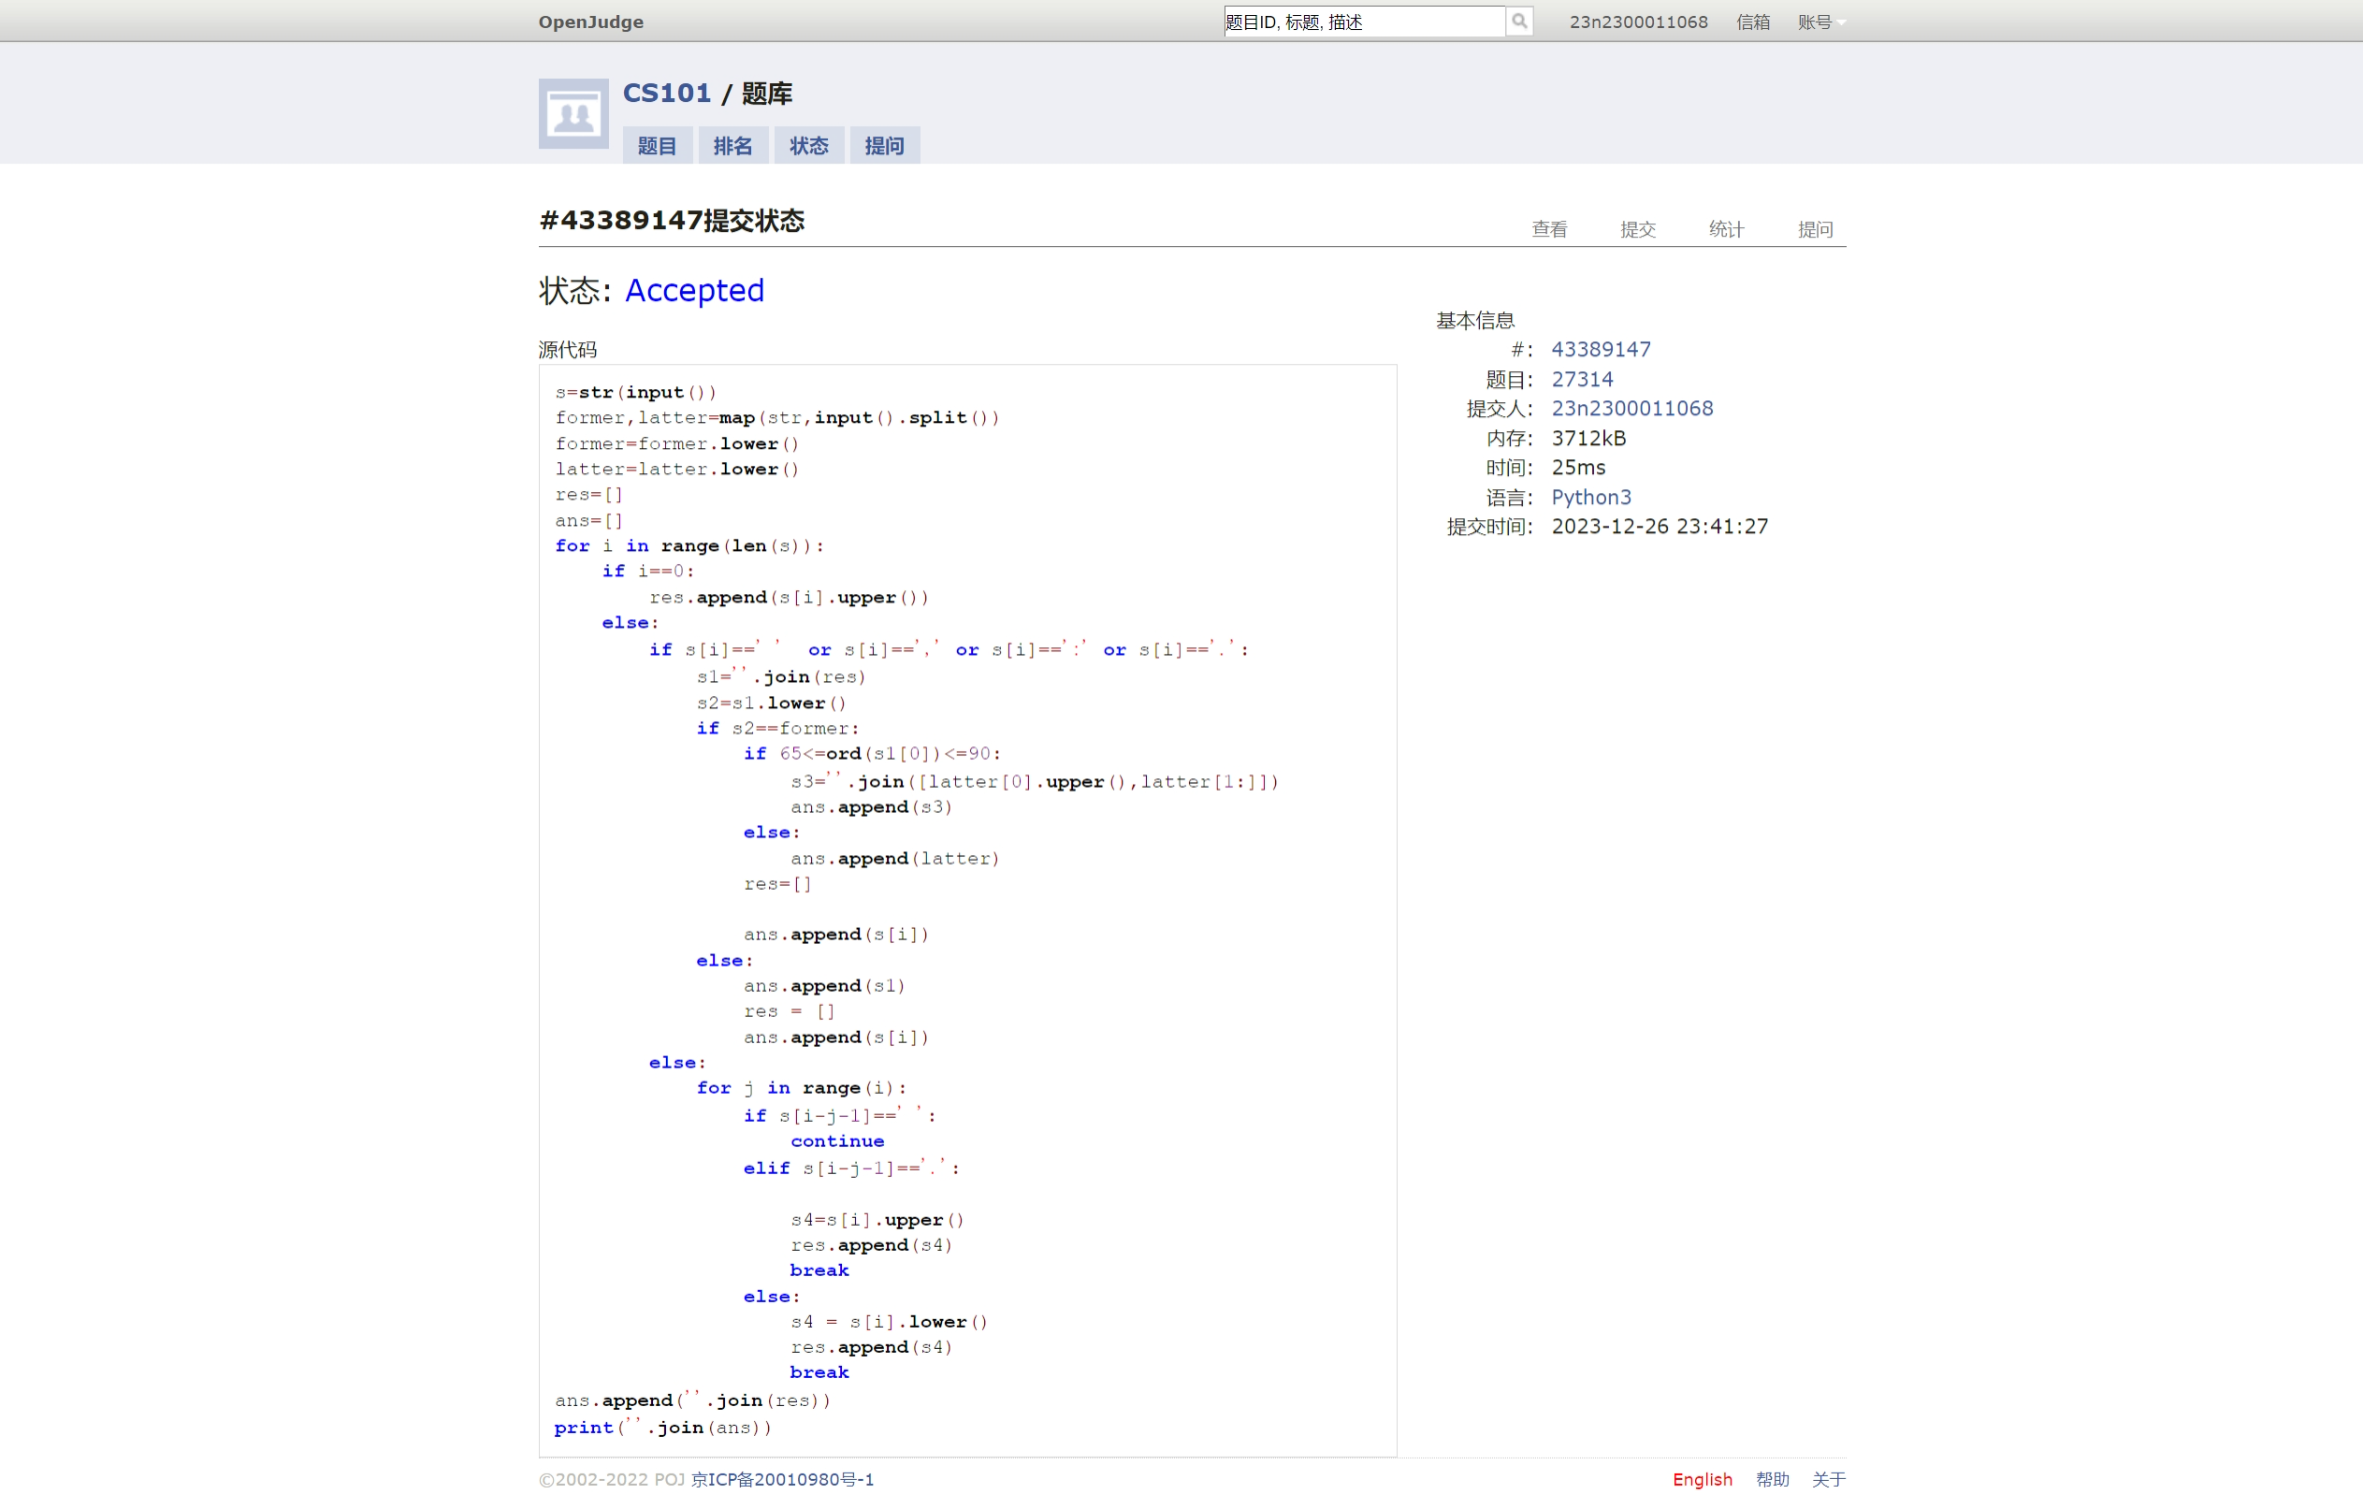 OpenJudge
题目ID, 标题, 描述
23n2300011068 信箱 账号
CS101 / 题库
题目 排名 状态 提问
#43389147提交状态
查看 提交 统计 提问
状态: Accepted
源代码
s=str(input())
former,latter=map(str,input().split())
former=former.lower()
latter=latter.lower()
res=[]
ans=[]
for i in range(len(s)):
    if i==0:
        res.append(s[i].upper())
    else:
        if s[i]==' '  or s[i]==',' or s[i]==':' or s[i]=='.':
            s1=''.join(res)
            s2=s1.lower()
            if s2==former:
                if 65<=ord(s1[0])<=90:
                    s3=''.join([latter[0].upper(),latter[1:]])
                    ans.append(s3)
                else:
                    ans.append(latter)
                res=[]
                ans.append(s[i])
            else:
                ans.append(s1)
                res = []
                ans.append(s[i])
        else:
            for j in range(i):
                if s[i-j-1]==' ':
                    continue
                elif s[i-j-1]=='.':
                    s4=s[i].upper()
                    res.append(s4)
                    break
                else:
                    s4 = s[i].lower()
                    res.append(s4)
                    break
ans.append(''.join(res))
print(''.join(ans))
基本信息
#: 43389147
题目: 27314
提交人: 23n2300011068
内存: 3712kB
时间: 25ms
语言: Python3
提交时间: 2023-12-26 23:41:27
©2002-2022 POJ 京ICP备20010980号-1
English 帮助 关于